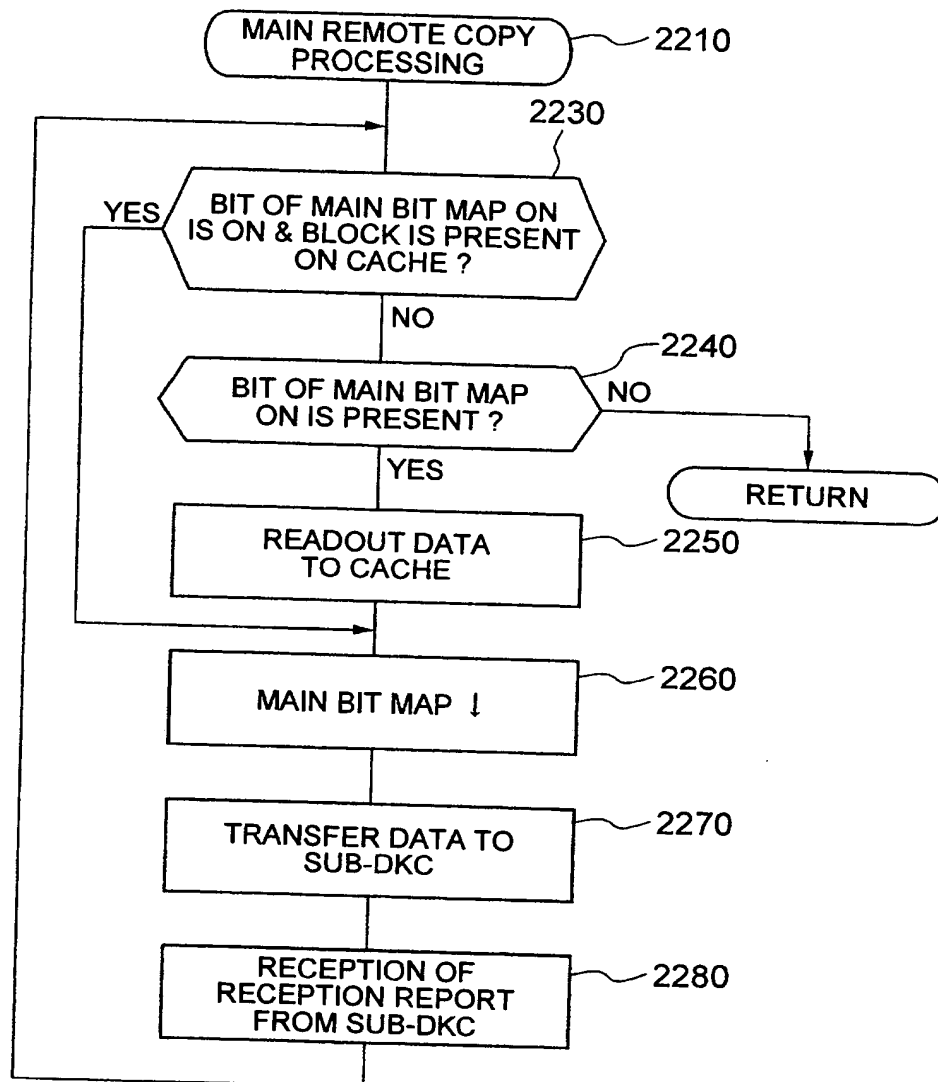 MAIN REMOTE COPY
PROCESSING
2210
2230
BIT OF MAIN BIT MAP ON
IS ON & BLOCK IS PRESENT
ON CACHE ?
YES
NO
2240
BIT OF MAIN BIT MAP
ON IS PRESENT ?
NO
YES
RETURN
READOUT DATA
TO CACHE
2250
MAIN BIT MAP ↓
2260
TRANSFER DATA TO
SUB-DKC
2270
RECEPTION OF
RECEPTION REPORT
FROM SUB-DKC
2280